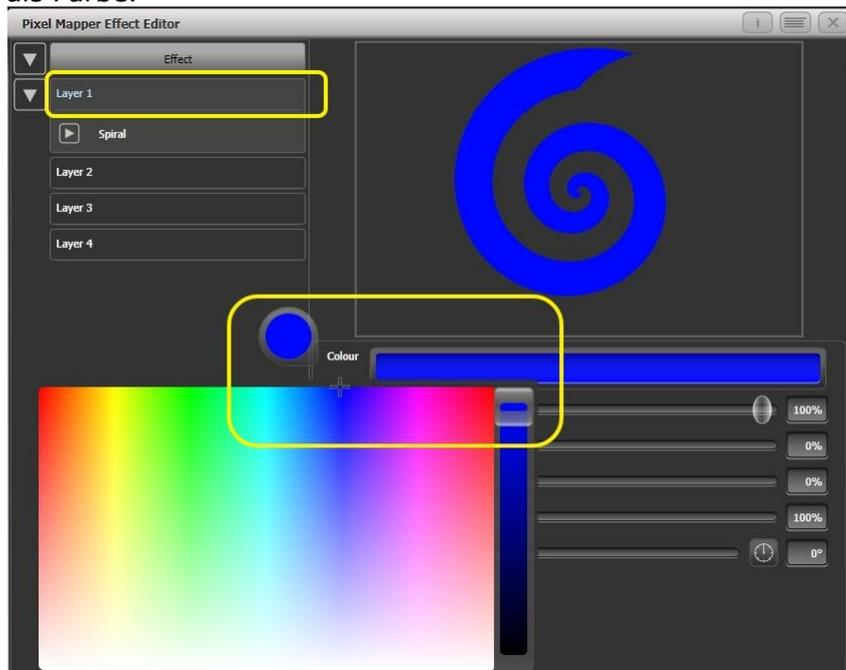 als Farbe.
Pixel Mapper Effect Editor
Effect
Layer 1
Spiral
Layer 2
Layer 3
Layer 4
Colour
100%
0%
0%
100%
0°